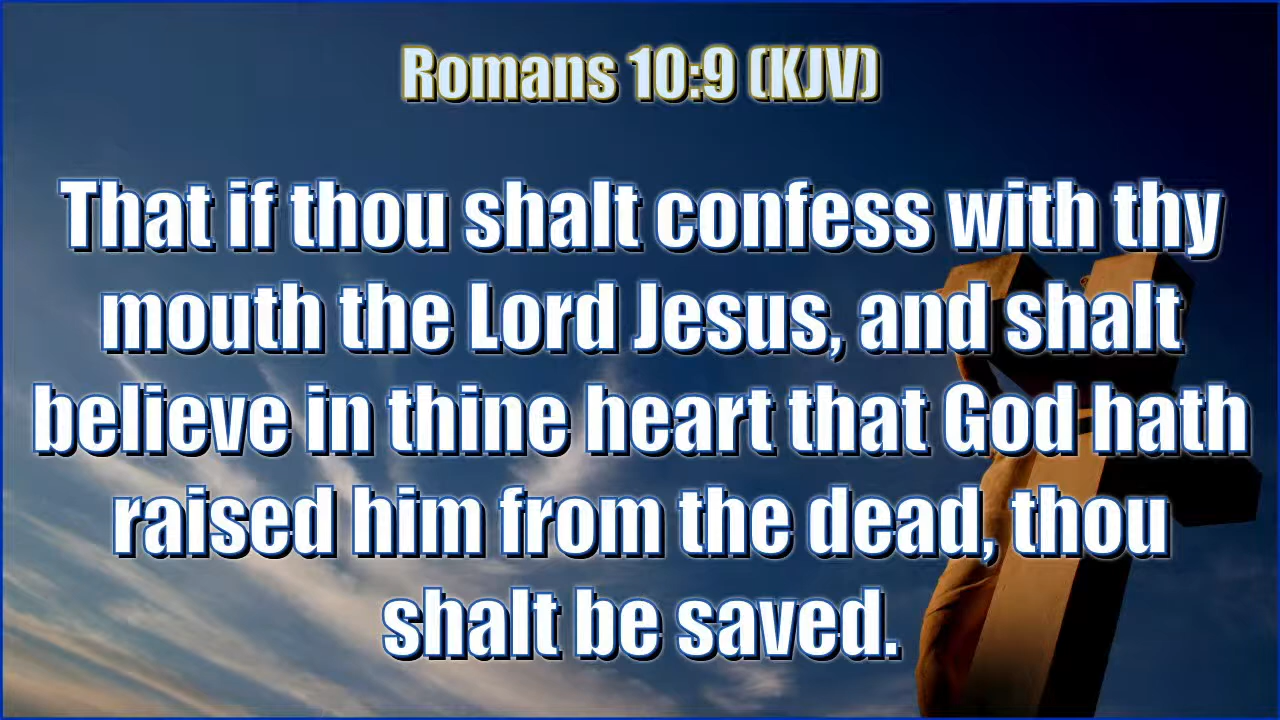 Romans 10:9 (KJV)
That if thou shalt confess with thy
mouth the Lord Jesus, and shalt
believe in thine heart that God hath
raised him from the dead, thou
shalt be saved.